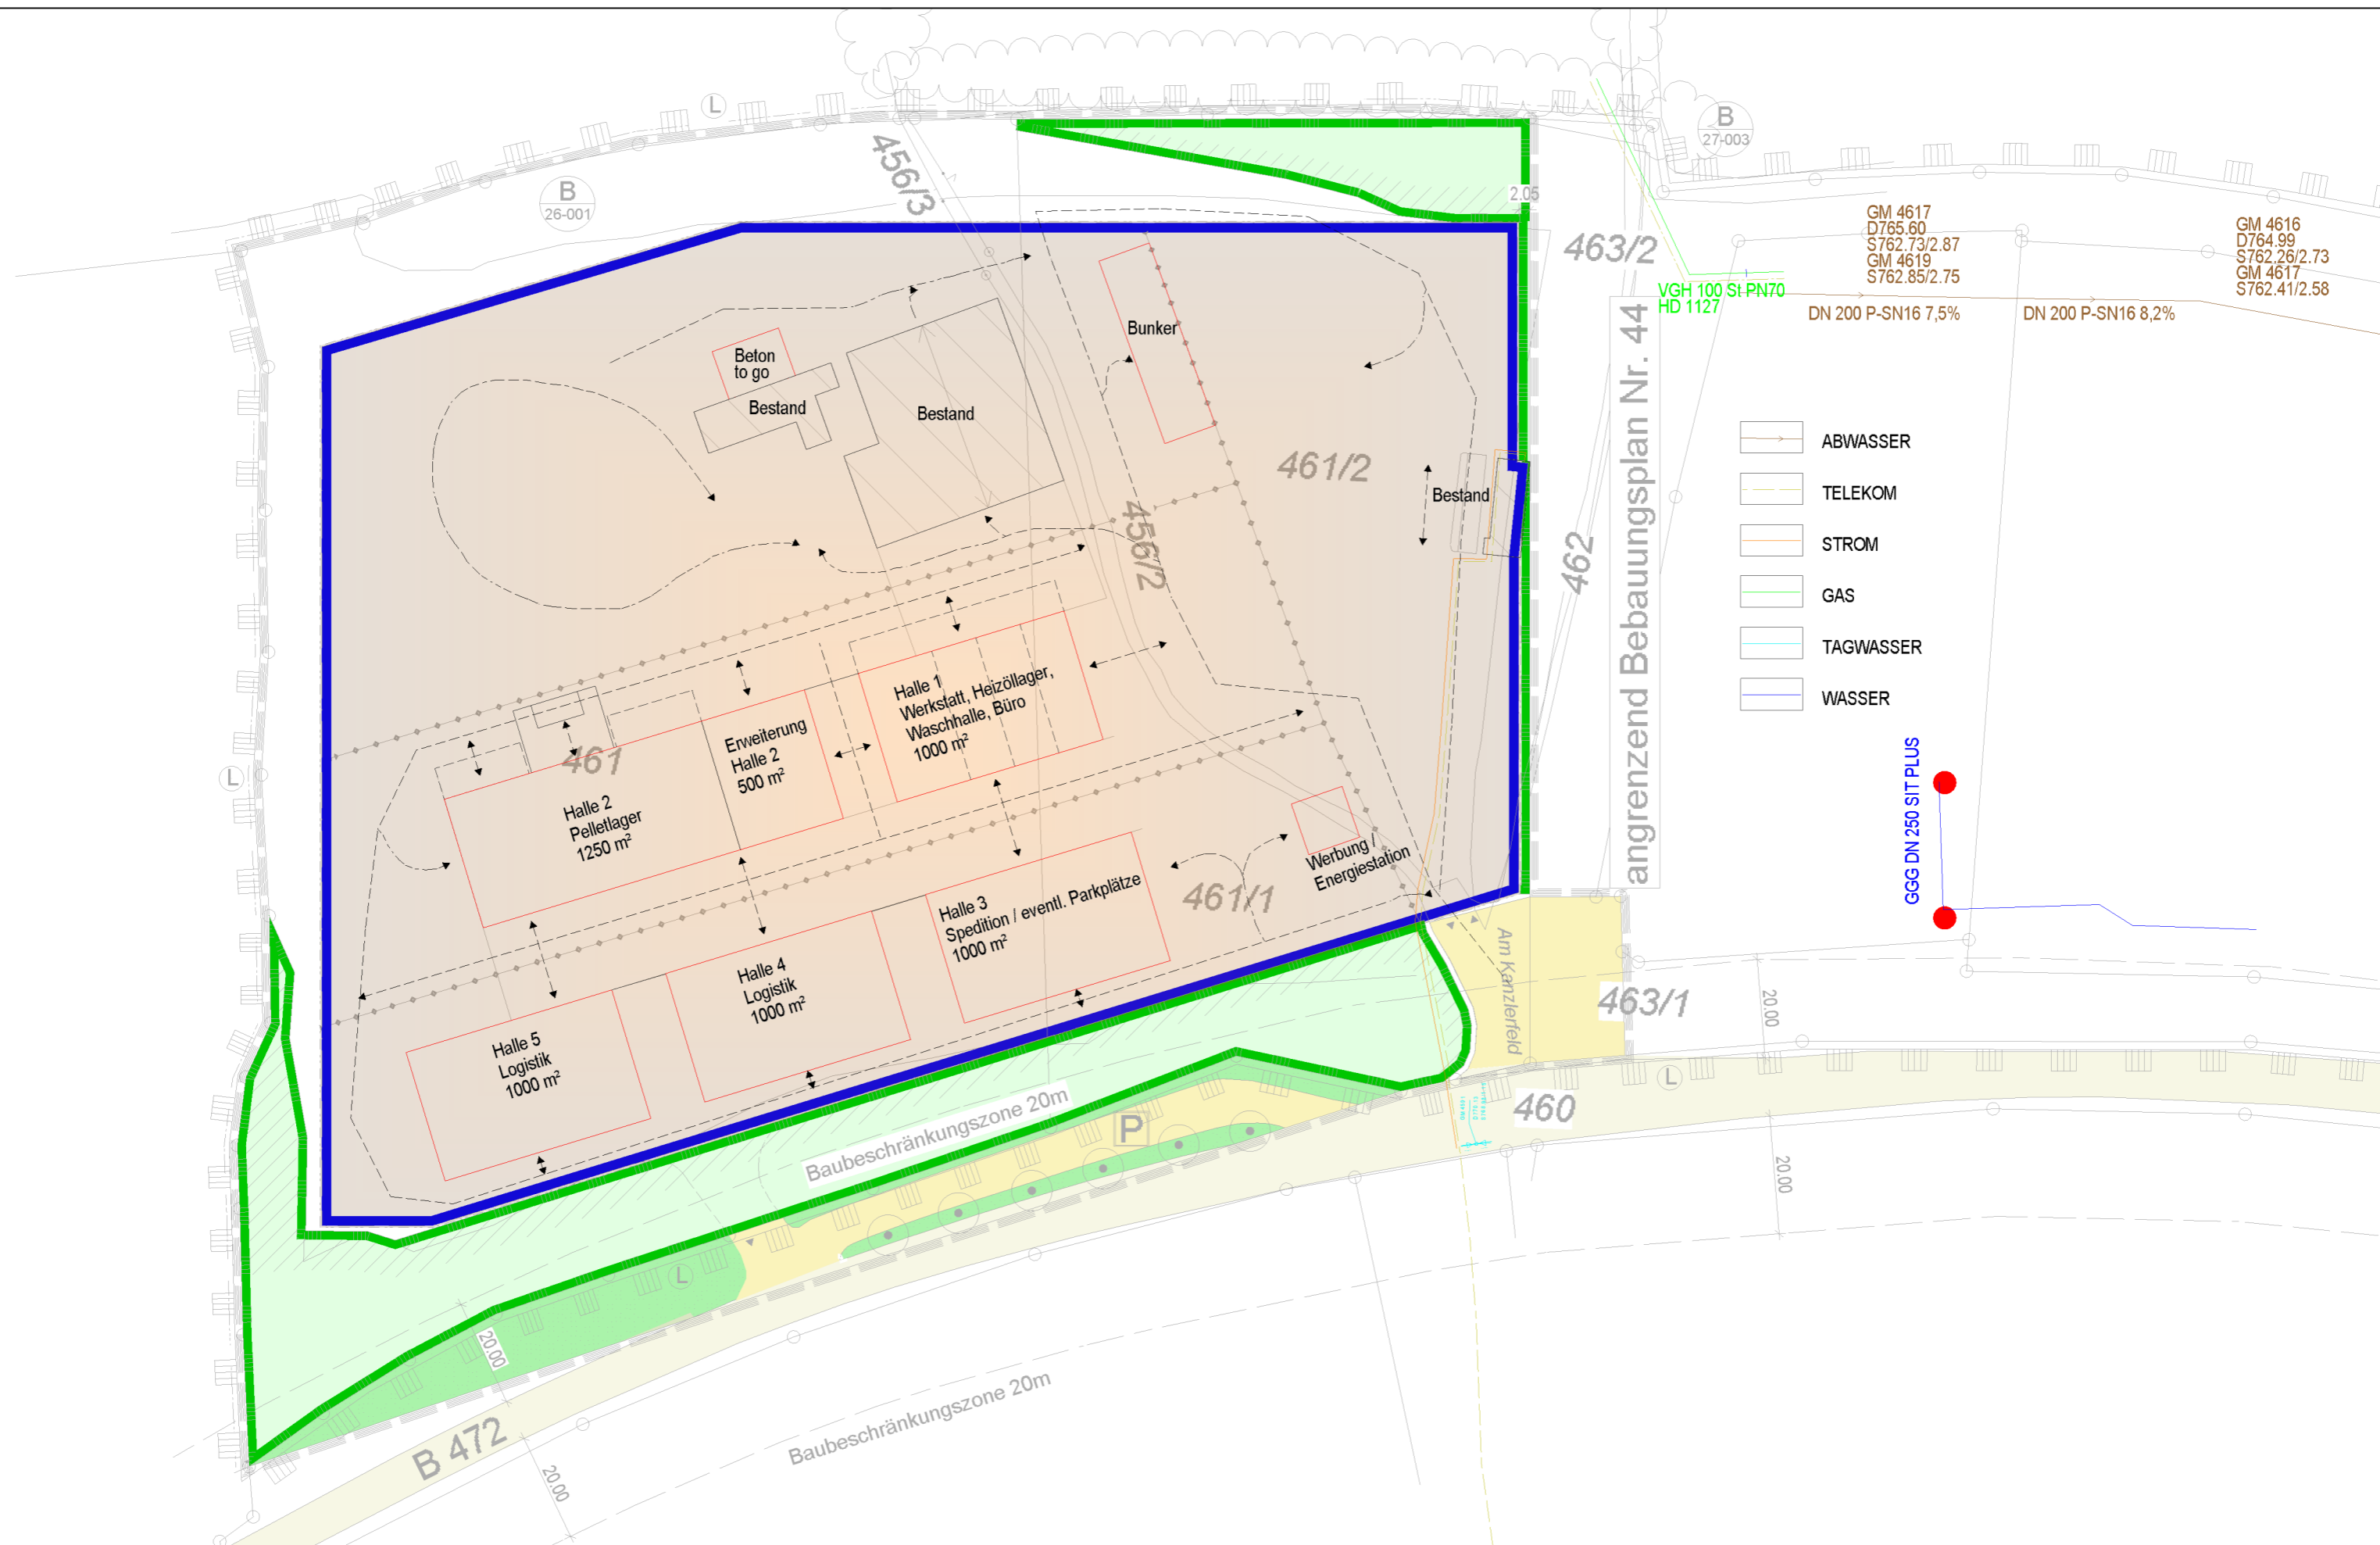 L
B
26-001
456/3
B
27-003
2.05
463/2
GM 4617
D765.60
S762.73/2.87
GM 4619
S762.85/2.75
GM 4616
D764.99
S762.26/2.73
GM 4617
S762.41/2.58
VGH 100 St PN70
HD 1127
DN 200 P-SN16 7,5%
DN 200 P-SN16 8,2%
Bunker
Beton
to go
Bestand
Bestand
461/2
Bestand
456/2
462
angrenzend Bebauungsplan Nr. 44
ABWASSER
TELEKOM
STROM
GAS
TAGWASSER
WASSER
GGG DN 250 SIT PLUS
Halle 1
Werkstatt, Heizöllager,
Waschhalle, Büro
1000 m²
Erweiterung
Halle 2
500 m²
461
L
Halle 2
Pelletlager
1250 m²
Werbung /
Energiestation
461/1
Halle 3
Spedition / eventl. Parkplätze
1000 m²
Halle 4
Logistik
1000 m²
Halle 5
Logistik
1000 m²
Am Kanzlerfeld
463/1
20.00
L
460
P
Baubeschränkungszone 20m
20.00
L
20.00
B 472
Baubeschränkungszone 20m
20.00